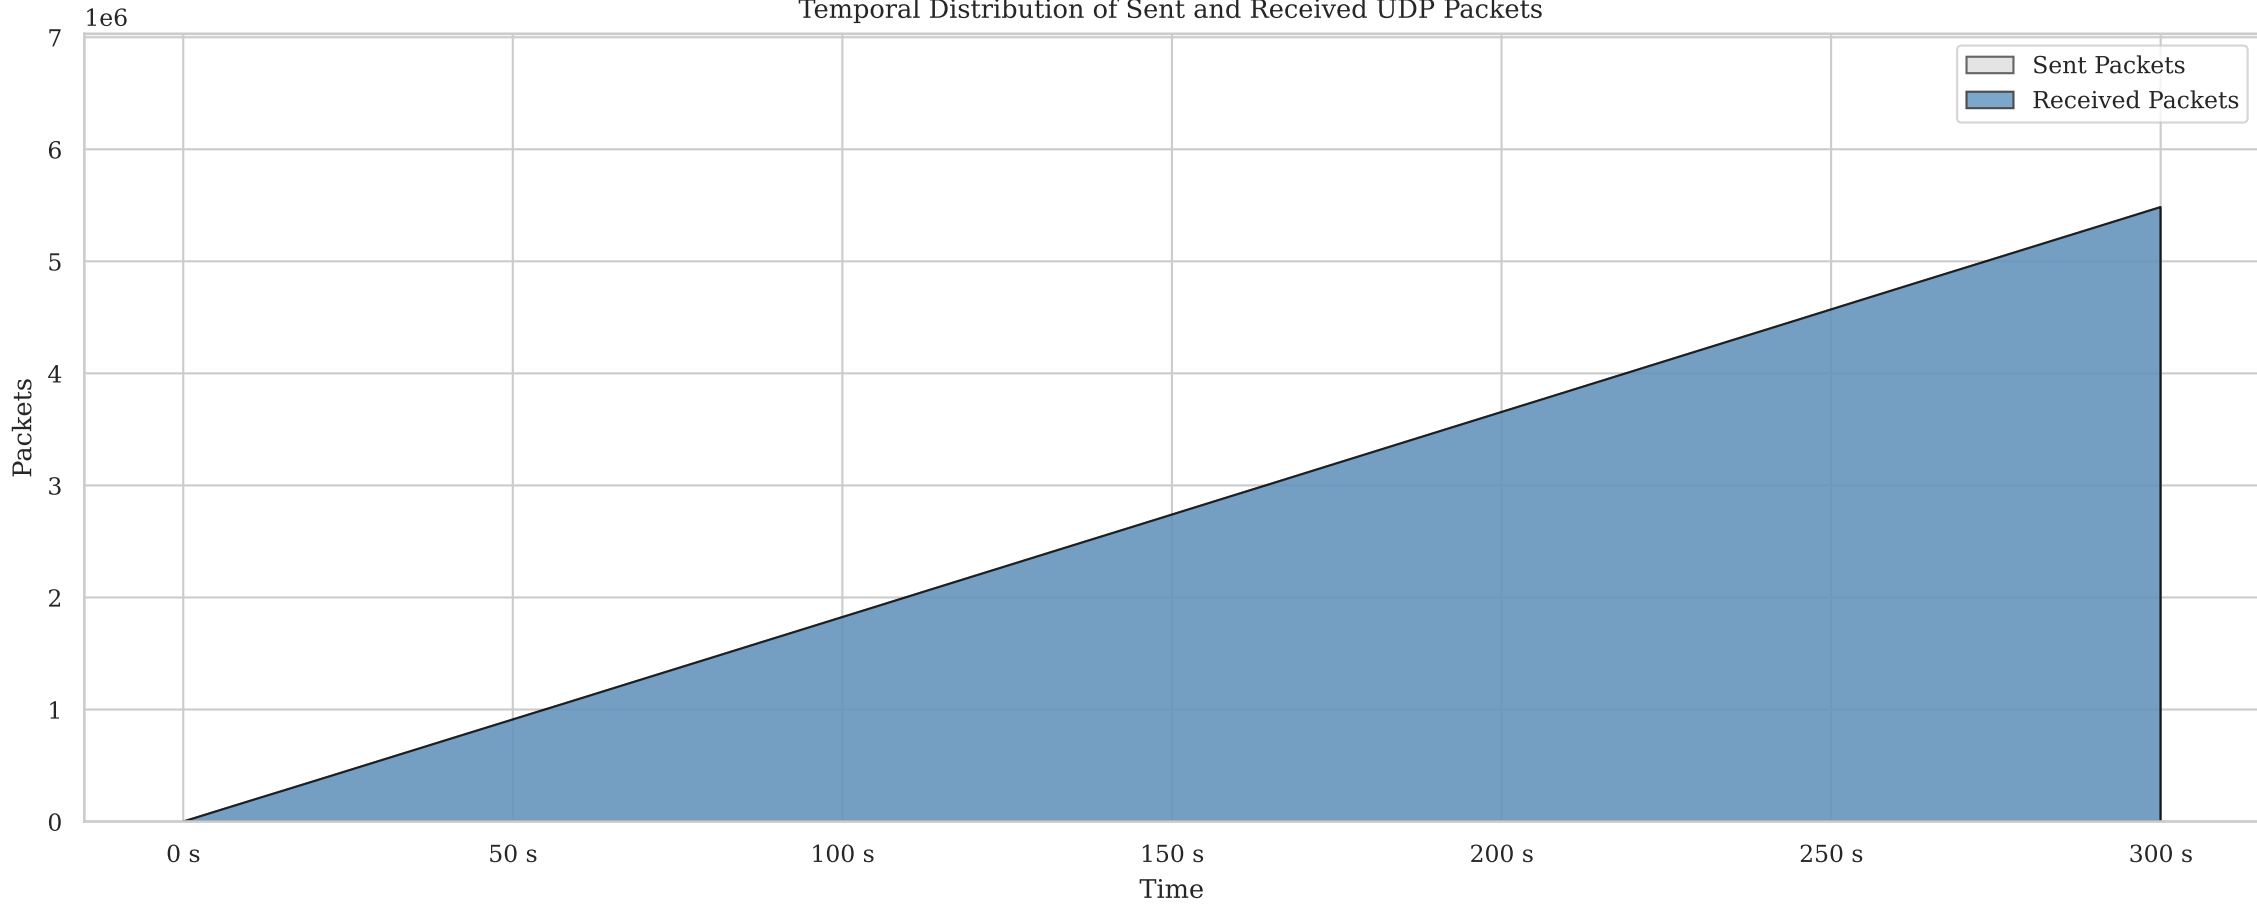 Temporal Distribution of Sent and Received UDP Packets
1e6
7
6
5
4
3
2
1
0
Packets
Sent Packets
Received Packets
0 s
50 s
100 s
150 s
200 s
250 s
300 s
Time